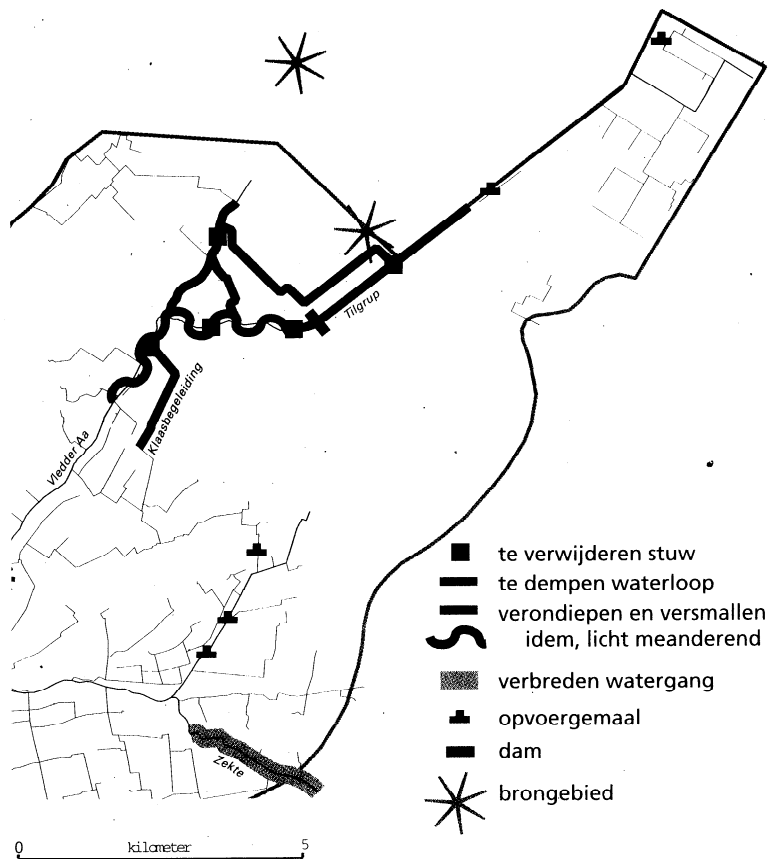 Tilgrup
Klaasbegeleiding
Vledder Aa
te verwijderen stuw
te dempen waterloop
verondiepen en versmallen
idem, licht meanderend
verbreden watergang
opvoergemaal
dam
brongebied
Zekte
0 kilometer 5